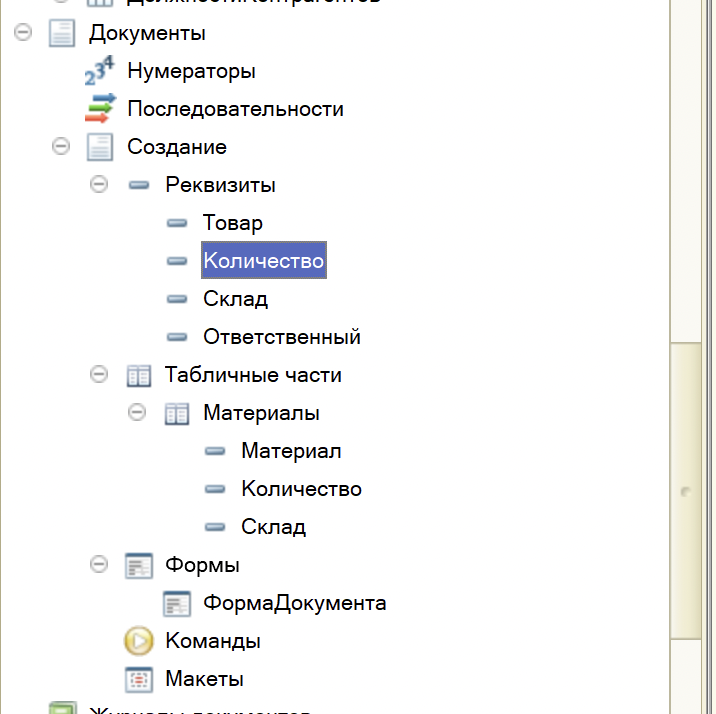 ДолжностиКонтрагентов
Документы
Нумераторы
Последовательности
Создание
Реквизиты
Товар
Количество
Склад
Ответственный
Табличные части
Материалы
Материал
Количество
Склад
Формы
ФормаДокумента
Команды
Макеты
Журналы документов